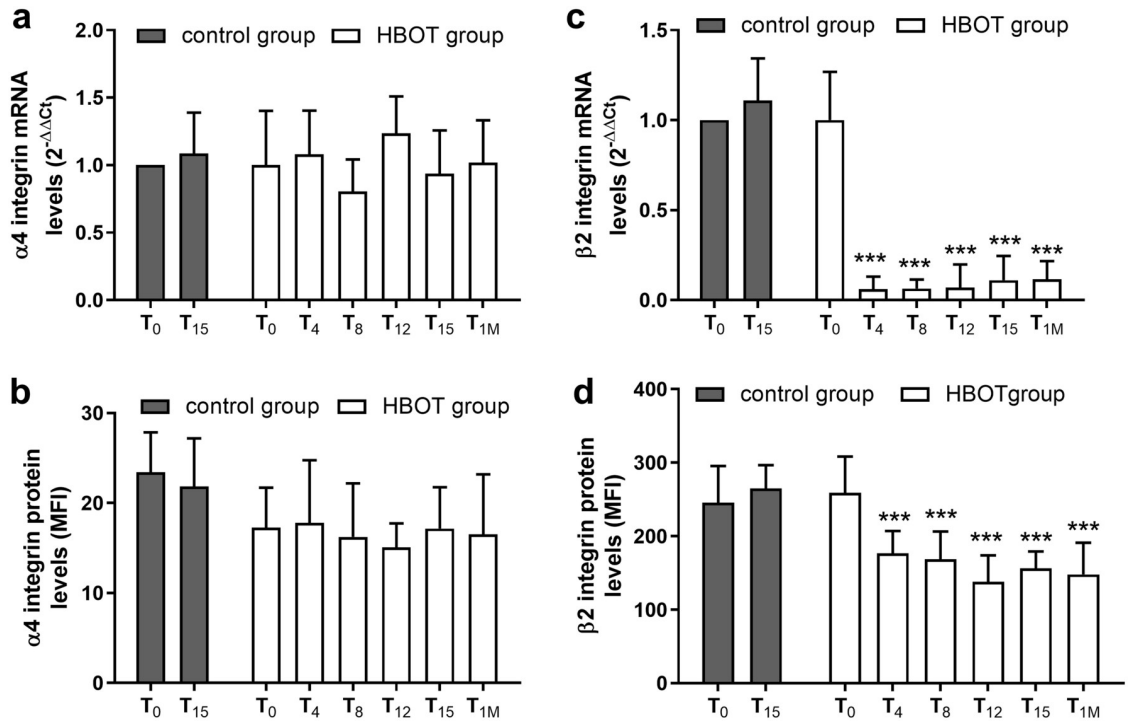 a
control group HBOT group
α4 integrin mRNA
levels (2^-ΔΔCt)
2.0
1.5
1.0
0.5
0.0
T0 T15 T0 T4 T8 T12 T15 T1M
c
control group HBOT group
β2 integrin mRNA
levels (2^-ΔΔCt)
1.5
1.0
0.5
0.0
*** *** *** *** ***
T0 T15 T0 T4 T8 T12 T15 T1M
b
control group HBOT group
α4 integrin protein
levels (MFI)
30
20
10
0
T0 T15 T0 T4 T8 T12 T15 T1M
d
control group HBOTgroup
β2 integrin protein
levels (MFI)
400
300
200
100
0
*** *** *** *** ***
T0 T15 T0 T4 T8 T12 T15 T1M